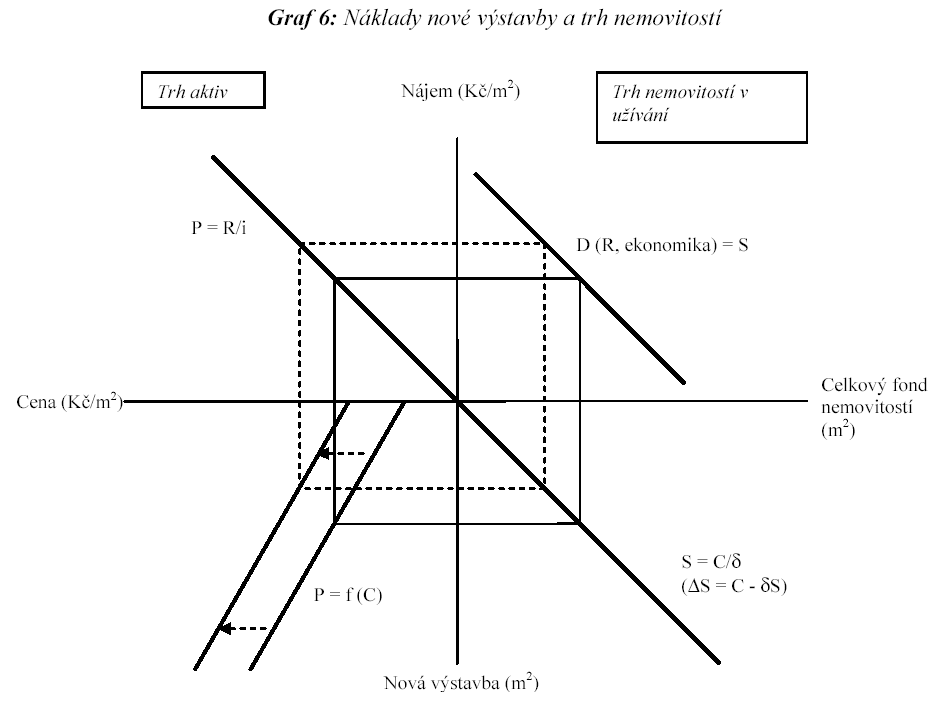 Graf 6: Náklady nové výstavby a trh nemovitostí
Trh aktiv
Nájem (Kč/m²)
Trh nemovitostí v
užívání
P = R/i
D (R, ekonomika) = S
Cena (Kč/m²)
Celkový fond
nemovitostí
(m²)
P = f (C)
S = C/δ
(ΔS = C - δS)
Nová výstavba (m²)